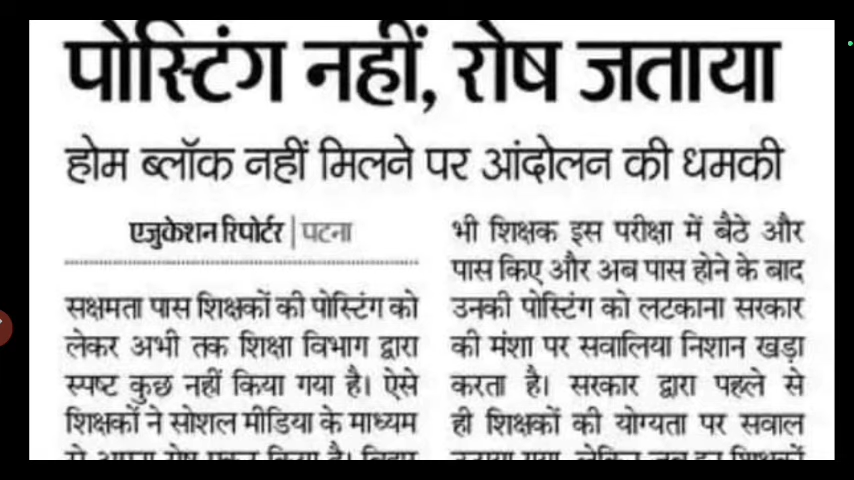 पोस्टिंग नहीं, रोष जताया
होम ब्लॉक नहीं मिलने पर आंदोलन की धमकी
एजुकेशन रिपोर्टर | पटना
सक्षमता पास शिक्षकों की पोस्टिंग को
लेकर अभी तक शिक्षा विभाग द्वारा
स्पष्ट कुछ नहीं किया गया है। ऐसे
शिक्षकों ने सोशल मीडिया के माध्यम
भी शिक्षक इस परीक्षा में बैठे और
पास किए और अब पास होने के बाद
उनकी पोस्टिंग को लटकाना सरकार
की मंशा पर सवालिया निशान खड़ा
करता है। सरकार द्वारा पहले से
ही शिक्षकों की योग्यता पर सवाल